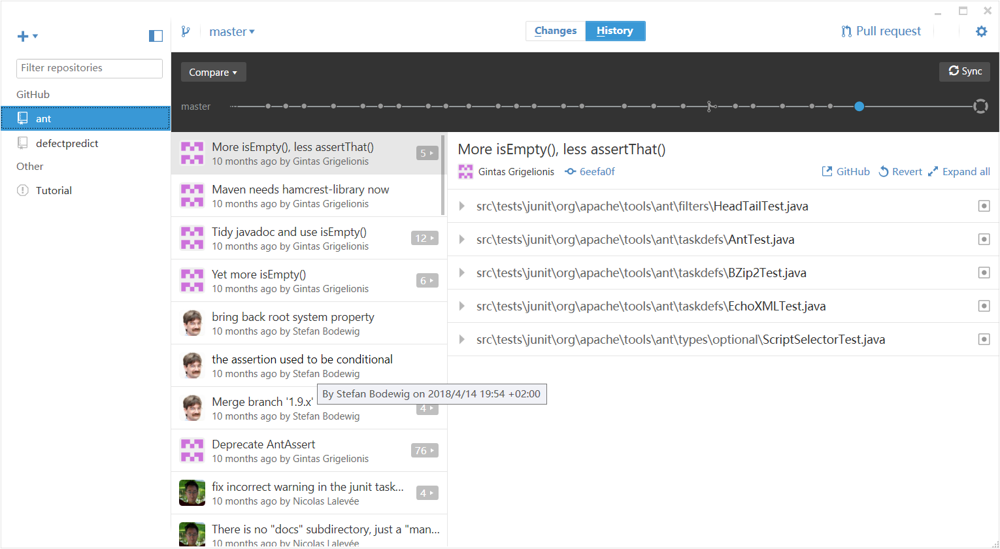 master
Changes
History
Pull request
Filter repositories
GitHub
ant
defectpredict
Other
Tutorial
Compare
Sync
master
More isEmpty(), less assertThat()
10 months ago by Gintas Grigelionis
5
Maven needs hamcrest-library now
10 months ago by Gintas Grigelionis
Tidy javadoc and use isEmpty()
10 months ago by Gintas Grigelionis
12
Yet more isEmpty()
10 months ago by Gintas Grigelionis
6
bring back root system property
10 months ago by Stefan Bodewig
the assertion used to be conditional
10 months ago by Stefan Bodewig
By Stefan Bodewig on 2018/4/14 19:54 +02:00
Merge branch '1.9.x'
10 months ago by Stefan Bodewig
4
Deprecate AntAssert
10 months ago by Gintas Grigelionis
76
fix incorrect warning in the junit task...
10 months ago by Nicolas Lalevée
4
There is no "docs" subdirectory, just a "man...
10 months ago by Nicolas Lalevée
More isEmpty(), less assertThat()
Gintas Grigelionis
6eefa0f
GitHub
Revert
Expand all
src\tests\junit\org\apache\tools\ant\filters\HeadTailTest.java
src\tests\junit\org\apache\tools\ant\taskdefs\AntTest.java
src\tests\junit\org\apache\tools\ant\taskdefs\BZip2Test.java
src\tests\junit\org\apache\tools\ant\taskdefs\EchoXMLTest.java
src\tests\junit\org\apache\tools\ant\types\optional\ScriptSelectorTest.java